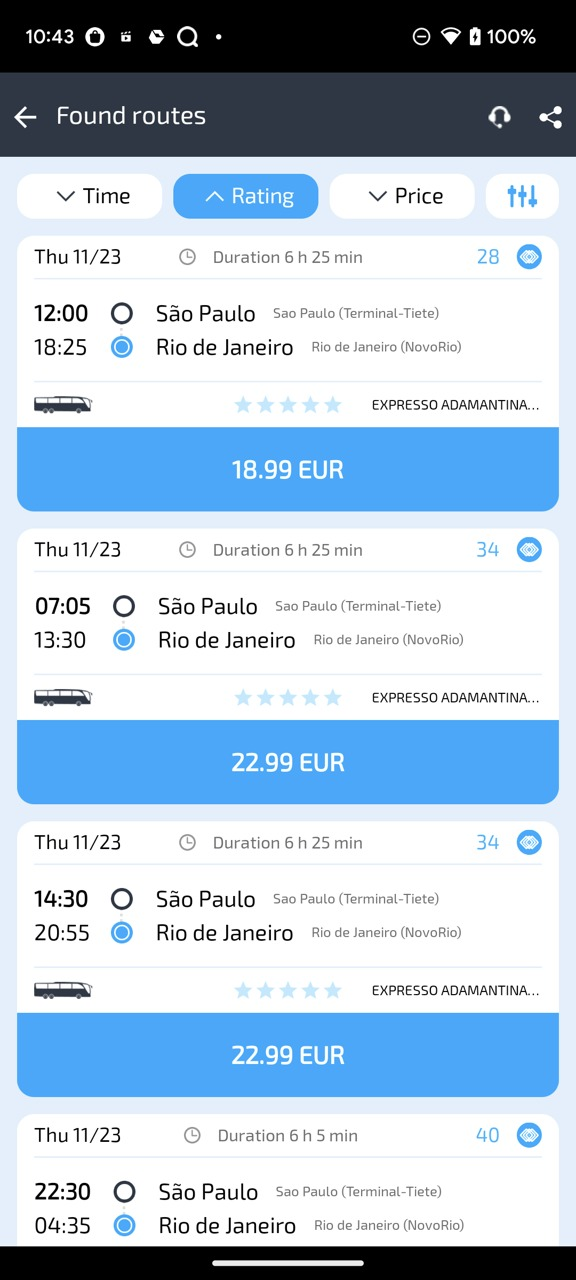 10:43 100%
Found routes
Time Rating Price
Thu 11/23 Duration 6 h 25 min 28
12:00 São Paulo Sao Paulo (Terminal-Tiete)
18:25 Rio de Janeiro Rio de Janeiro (NovoRio)
EXPRESSO ADAMANTINA...
18.99 EUR
Thu 11/23 Duration 6 h 25 min 34
07:05 São Paulo Sao Paulo (Terminal-Tiete)
13:30 Rio de Janeiro Rio de Janeiro (NovoRio)
EXPRESSO ADAMANTINA...
22.99 EUR
Thu 11/23 Duration 6 h 25 min 34
14:30 São Paulo Sao Paulo (Terminal-Tiete)
20:55 Rio de Janeiro Rio de Janeiro (NovoRio)
EXPRESSO ADAMANTINA...
22.99 EUR
Thu 11/23 Duration 6 h 5 min 40
22:30 São Paulo Sao Paulo (Terminal-Tiete)
04:35 Rio de Janeiro Rio de Janeiro (NovoRio)